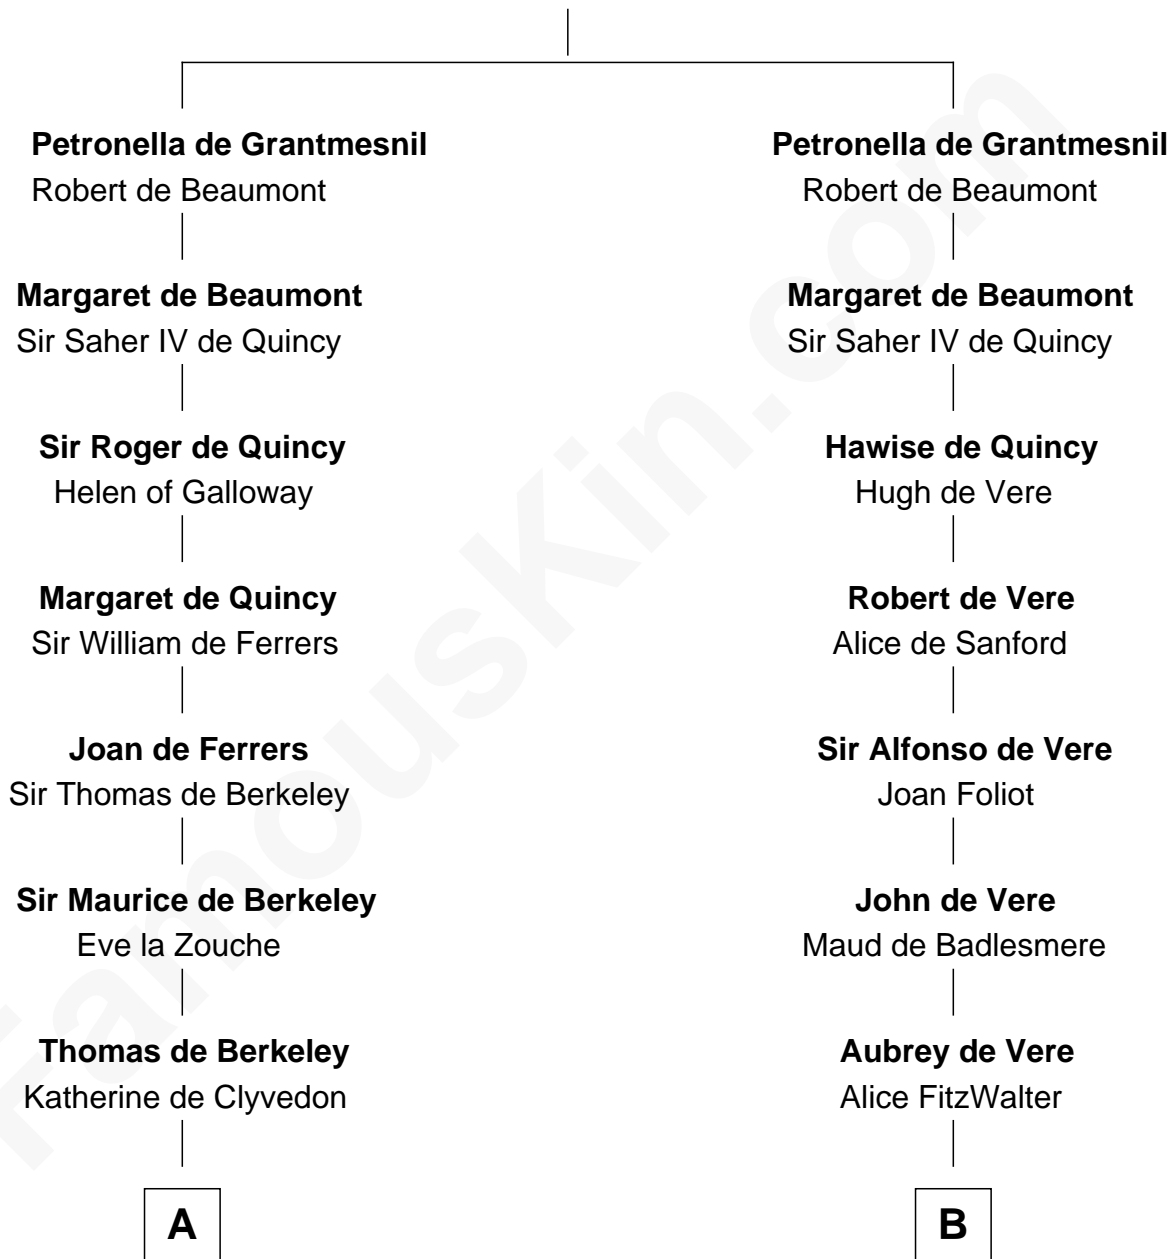 Petronella de Grantmesnil
Robert de Beaumont
Margaret de Beaumont
Sir Saher IV de Quincy
Sir Roger de Quincy
Helen of Galloway
Margaret de Quincy
Sir William de Ferrers
Joan de Ferrers
Sir Thomas de Berkeley
Sir Maurice de Berkeley
Eve la Zouche
Thomas de Berkeley
Katherine de Clyvedon
A
Petronella de Grantmesnil
Robert de Beaumont
Margaret de Beaumont
Sir Saher IV de Quincy
Hawise de Quincy
Hugh de Vere
Robert de Vere
Alice de Sanford
Sir Alfonso de Vere
Joan Foliot
John de Vere
Maud de Badlesmere
Aubrey de Vere
Alice FitzWalter
B
FamousKin.com